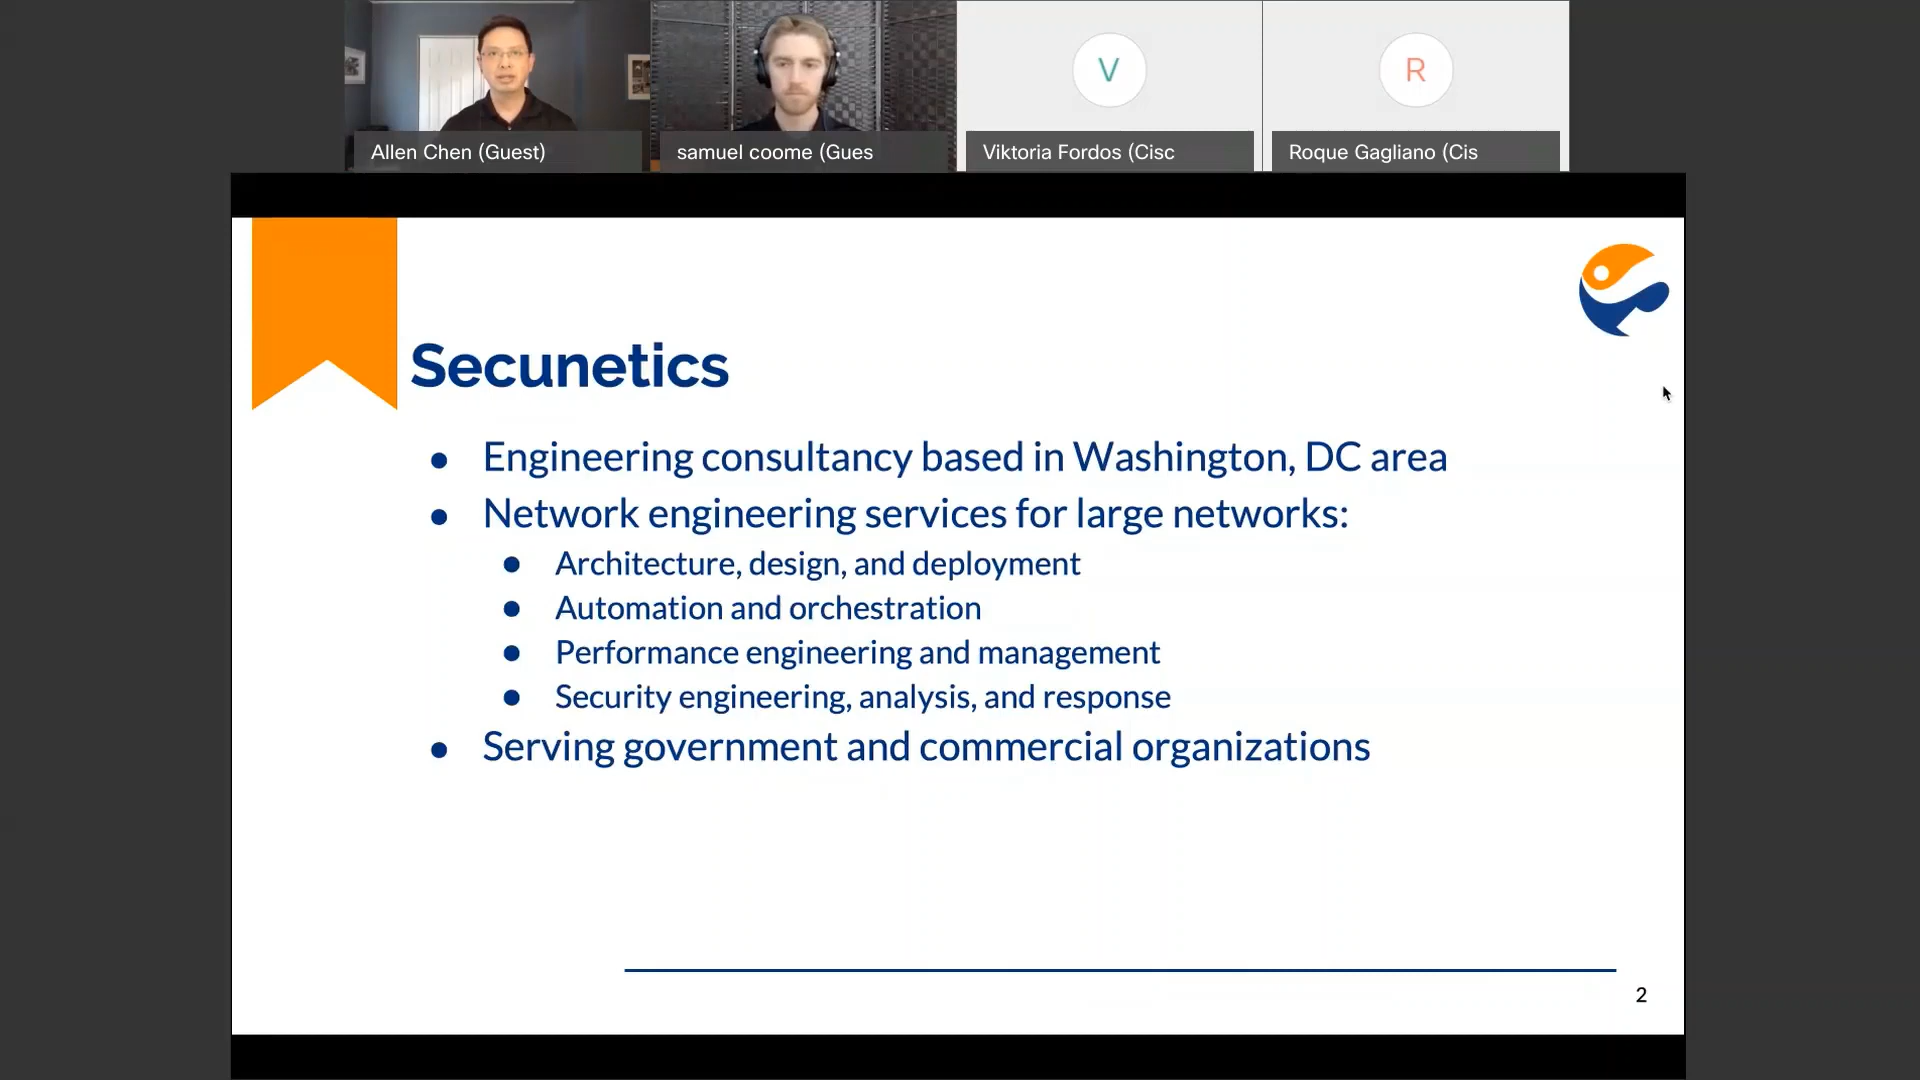 Allen Chen (Guest)
samuel coome (Gues
V
Viktoria Fordos (Cisc
R
Roque Gagliano (Cis
Secunetics
Engineering consultancy based in Washington, DC area
Network engineering services for large networks:
Architecture, design, and deployment
Automation and orchestration
Performance engineering and management
Security engineering, analysis, and response
Serving government and commercial organizations
2